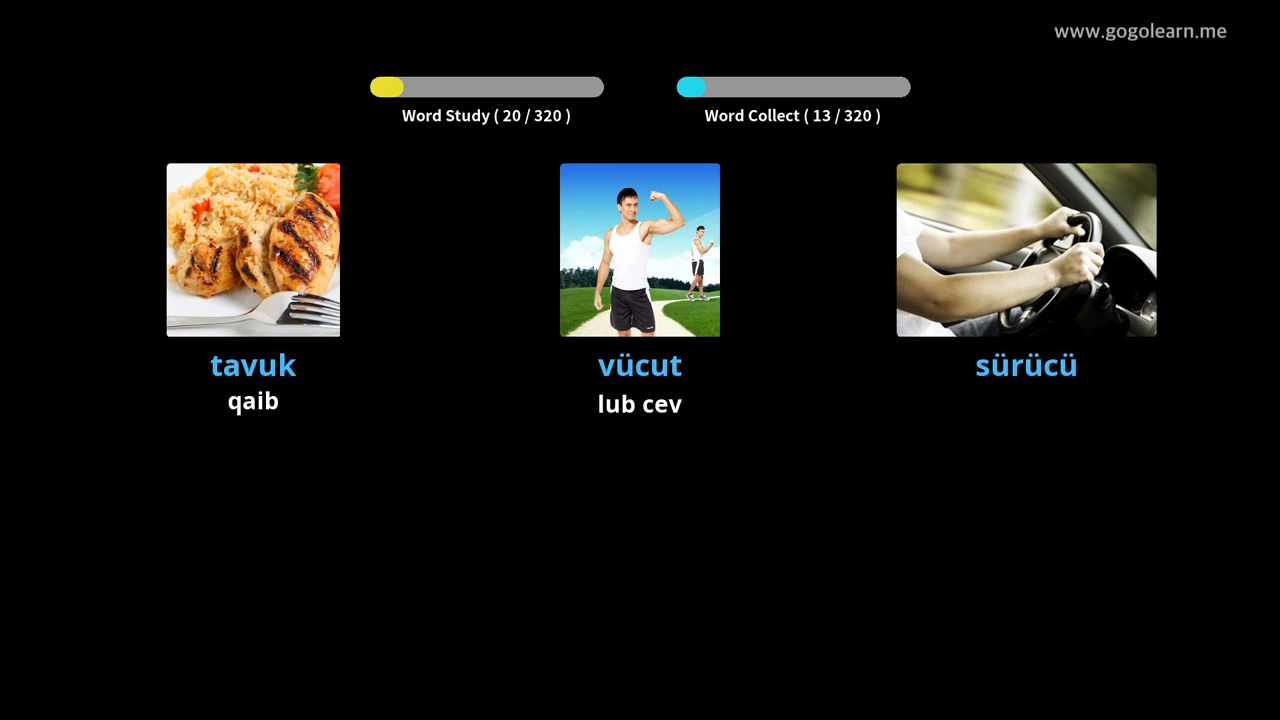 www.gogolearn.me
Word Study ( 20 / 320 )
Word Collect ( 13 / 320 )
tavuk
qaib
vücut
lub cev
sürücü